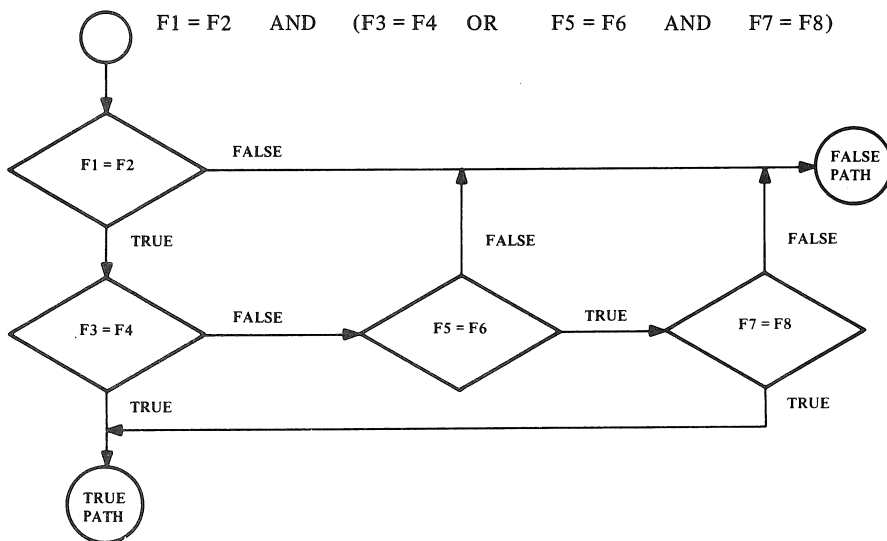 F1 = F2 AND (F3 = F4 OR F5 = F6 AND F7 = F8)
F1 = F2
FALSE
FALSE
PATH
TRUE
FALSE
FALSE
F3 = F4
FALSE
F5 = F6
TRUE
F7 = F8
TRUE
TRUE
TRUE
PATH